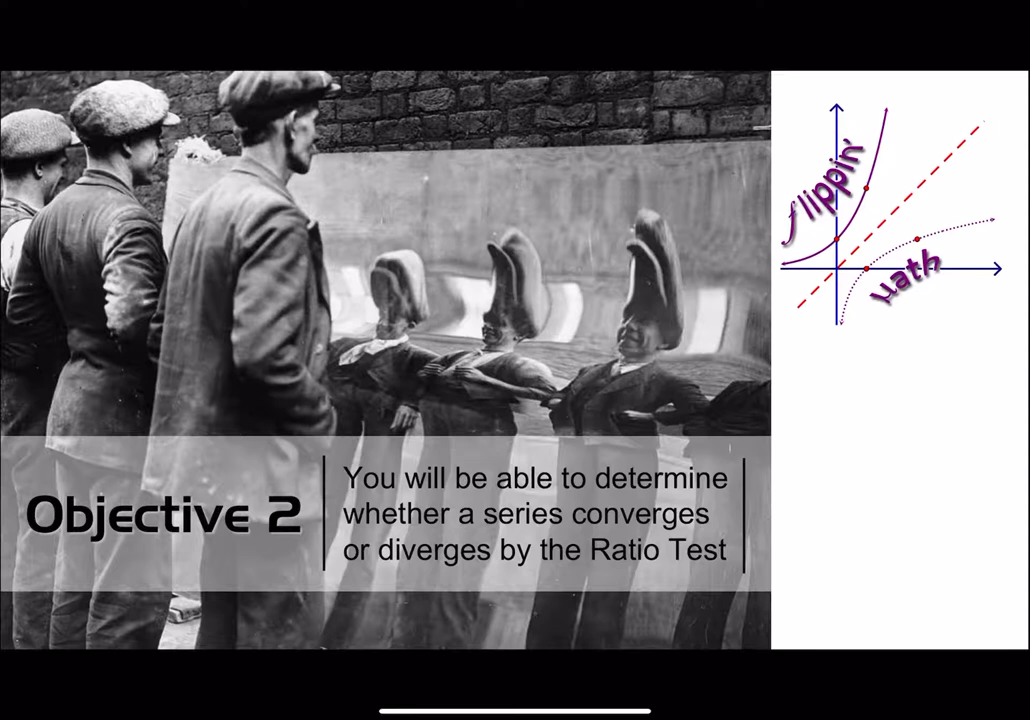 Objective 2
You will be able to determine
whether a series converges
or diverges by the Ratio Test
flippin'
math